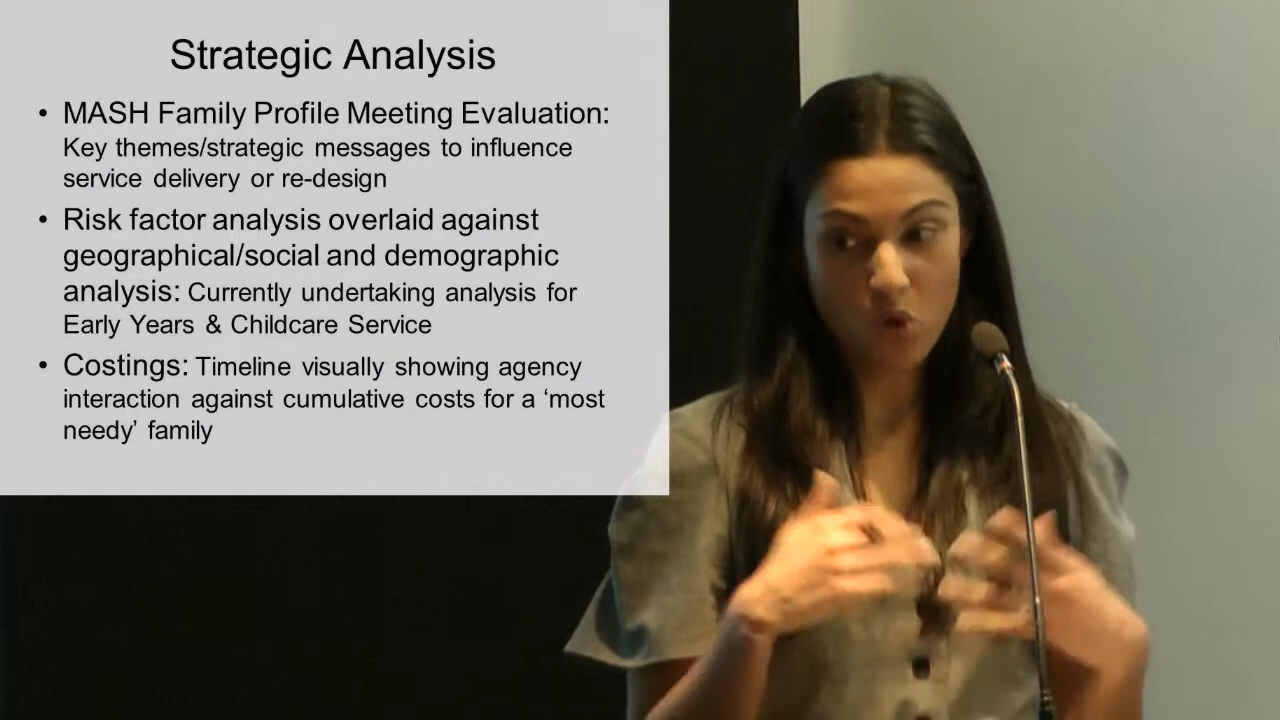 Strategic Analysis
• MASH Family Profile Meeting Evaluation:
Key themes/strategic messages to influence
service delivery or re-design
• Risk factor analysis overlaid against
geographical/social and demographic
analysis: Currently undertaking analysis for
Early Years & Childcare Service
• Costings: Timeline visually showing agency
interaction against cumulative costs for a ‘most
needy’ family